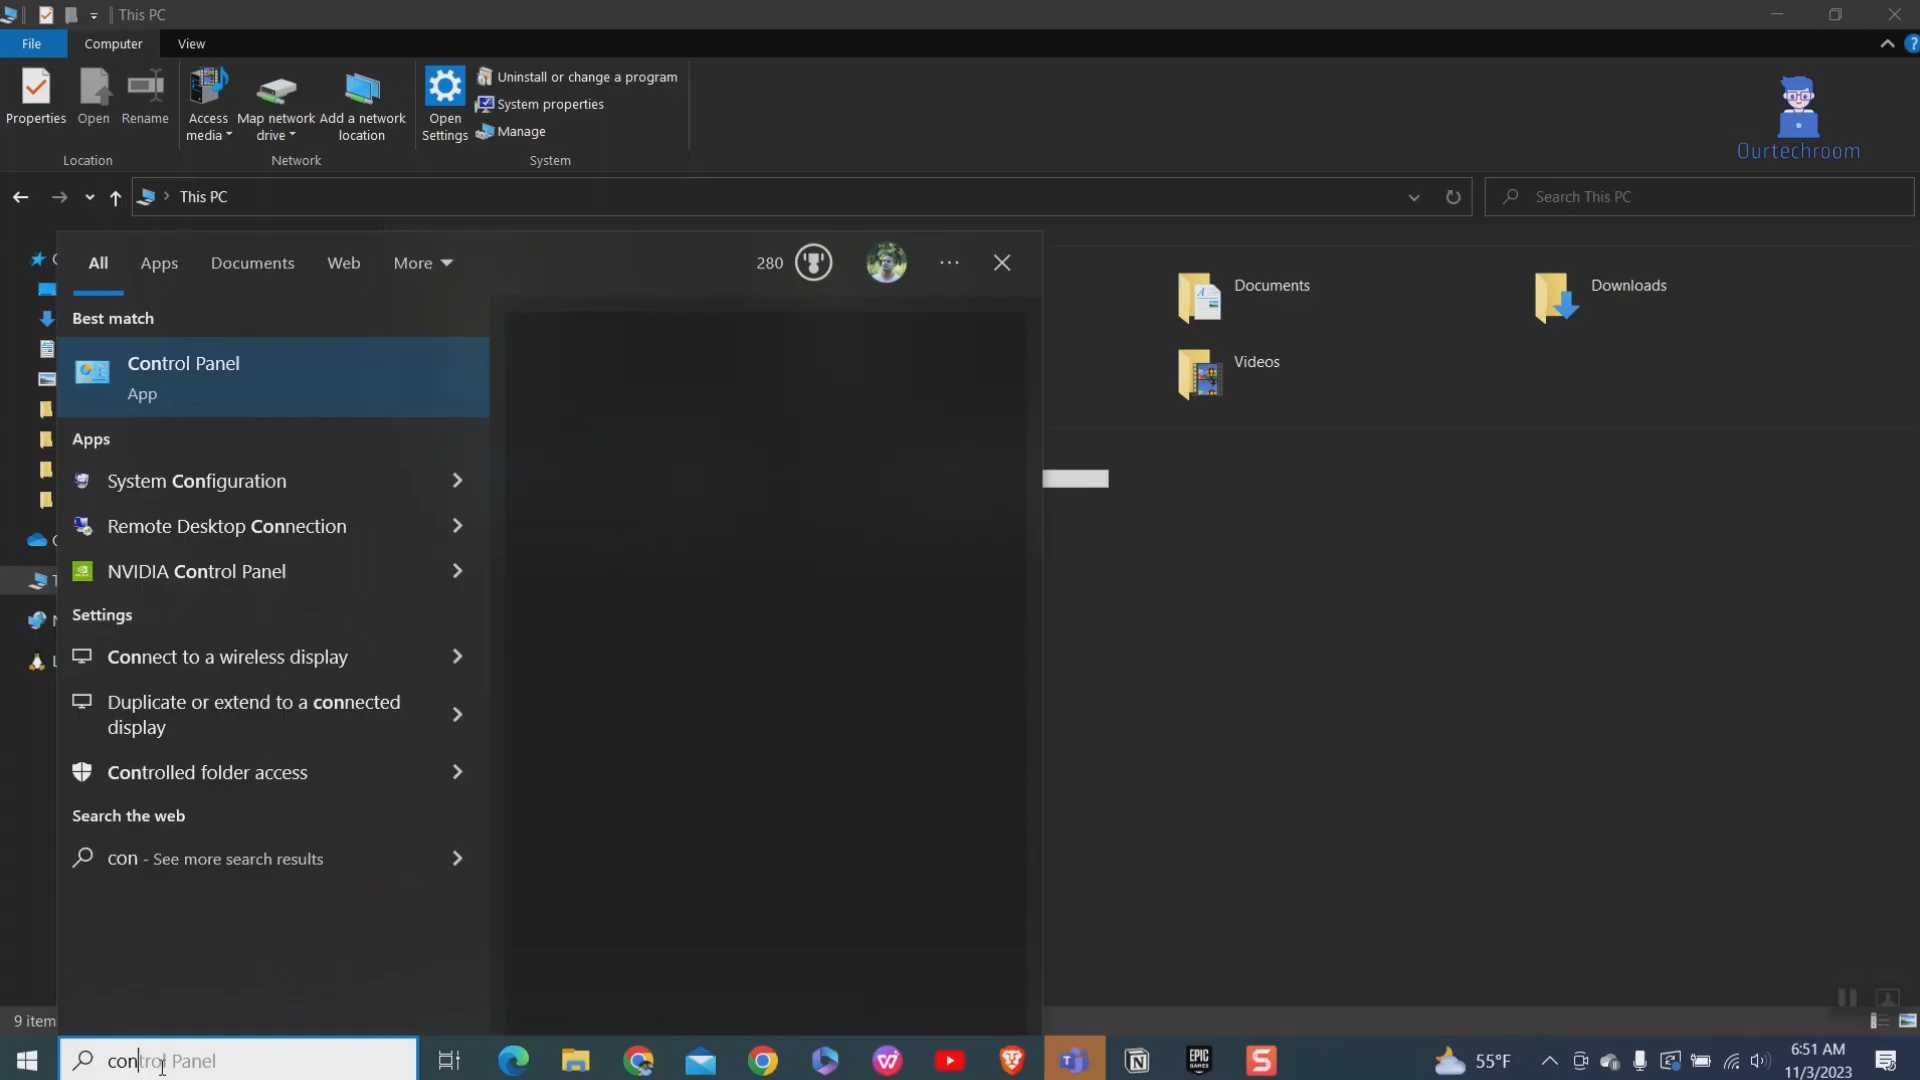 This PC
File
Computer
View
Properties
Open
Rename
Access media
Map network drive
Add a network location
Open Settings
Uninstall or change a program
System properties
Manage
Location
Network
System
Ourtechroom
This PC
Search This PC
All
Apps
Documents
Web
More
280
Best match
Control Panel
App
Apps
System Configuration
Remote Desktop Connection
NVIDIA Control Panel
Settings
Connect to a wireless display
Duplicate or extend to a connected
display
Controlled folder access
Search the web
con - See more search results
Documents
Downloads
Videos
9 item
control Panel
EPIC GAMES
55°F
6:51 AM
11/3/2023